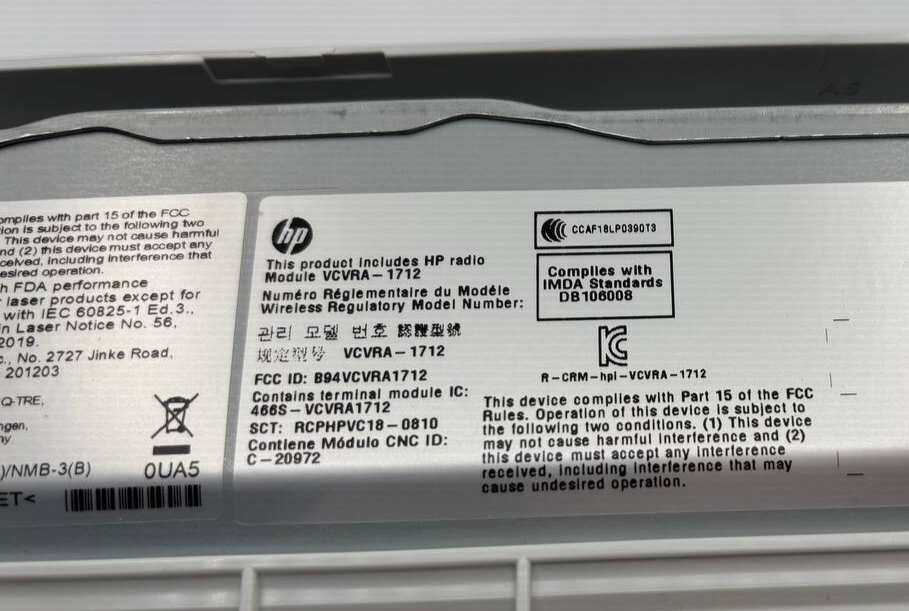 omplies with part 15 of the FCC
tion is subject to the following two
This device may not cause harmful
nd (2) this device must accept any
ceived, including interference that
esired operation.
h FDA performance
laser products except for
with IEC 60825-1 Ed.3.,
in Laser Notice No. 56,
2019.
., No. 2727 Jinke Road,
201203
Q-TRE,
ngen,
ny
)/NMB-3(B)
0UA5
ET<
hp
This product includes HP radio
Module VCVRA-1712
Numéro Réglementaire du Modéle
Wireless Regulatory Model Number:
관리 모델 번호 認證型號
规定型号 VCVRA-1712
FCC ID: B94VCVRA1712
Contains terminal module IC:
466S-VCVRA1712
SCT: RCPHPVC18-0810
Contiene Módulo CNC ID:
C-20972
CCAF18LP0390T3
Complies with
IMDA Standards
DB106008
R-CRM-hpi-VCVRA-1712
This device complies with Part 15 of the FCC
Rules. Operation of this device is subject to
the following two conditions. (1) This device
may not cause harmful interference and (2)
this device must accept any interference
received, including interference that may
cause undesired operation.